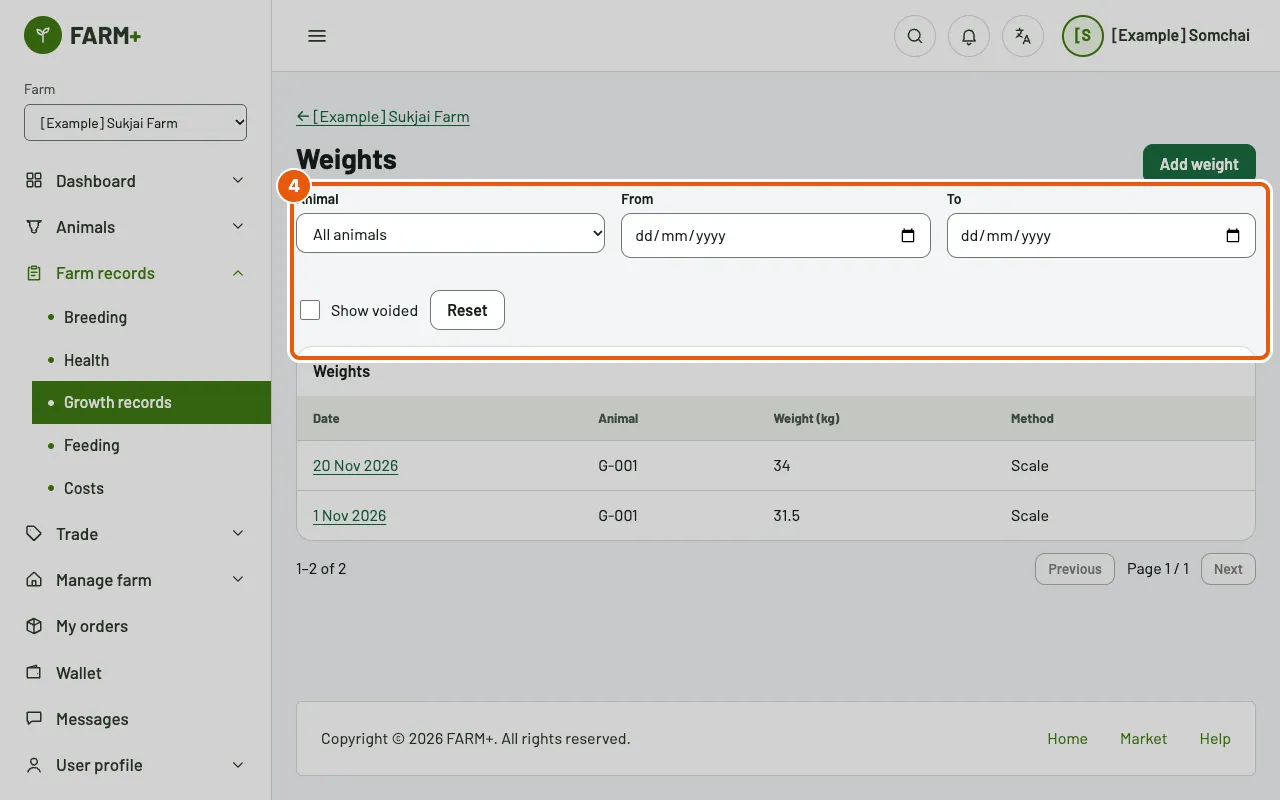 FARM+
Farm
[Example] Sukjai Farm
Dashboard
Animals
Farm records
Breeding
Health
Growth records
Feeding
Costs
Trade
Manage farm
My orders
Wallet
Messages
User profile
[S] [Example] Somchai
← [Example] Sukjai Farm
Weights
Add weight
4
Animal From To
All animals dd/mm/yyyy dd/mm/yyyy
Show voided Reset
Weights
Date Animal Weight (kg) Method
20 Nov 2026 G-001 34 Scale
1 Nov 2026 G-001 31.5 Scale
1–2 of 2 Previous Page 1 / 1 Next
Copyright © 2026 FARM+. All rights reserved. Home Market Help